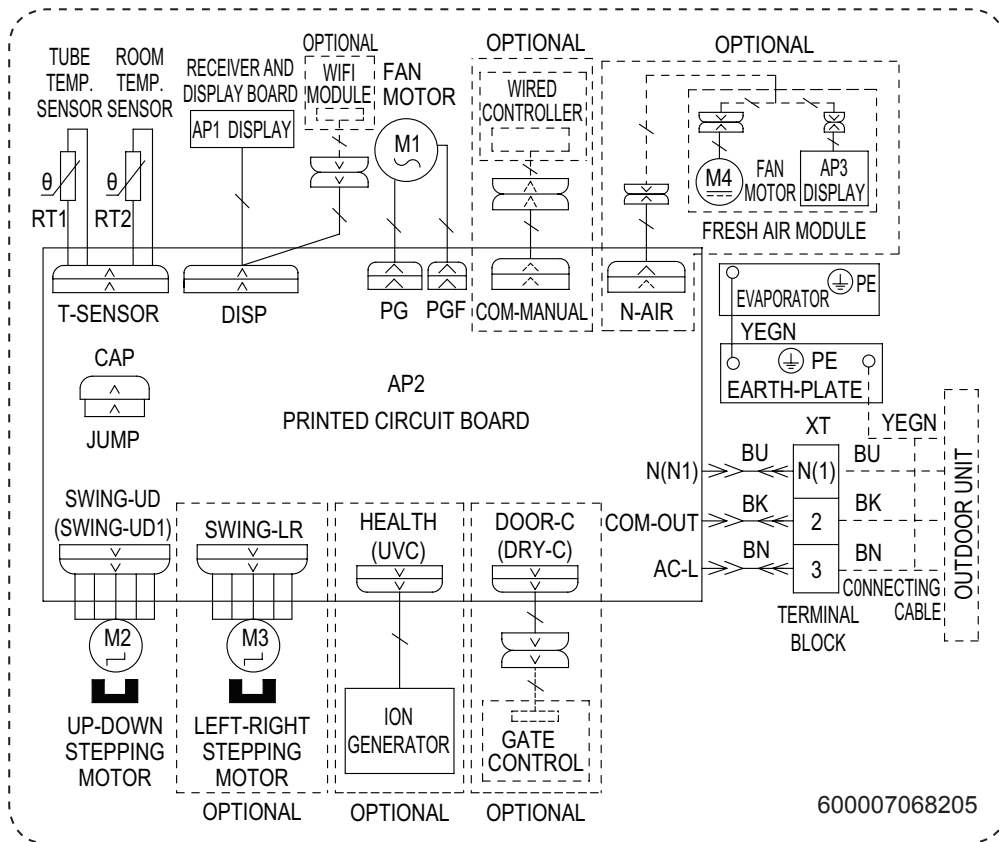 TUBE
TEMP.
SENSOR
ROOM
TEMP.
SENSOR
RECEIVER AND
DISPLAY BOARD
AP1 DISPLAY
OPTIONAL
WIFI
MODULE
FAN
MOTOR
M1
OPTIONAL
WIRED
CONTROLLER
OPTIONAL
M4
FAN
MOTOR
AP3
DISPLAY
FRESH AIR MODULE
θ
RT1
θ
RT2
T-SENSOR
DISP
PG
PGF
COM-MANUAL
N-AIR
EVAPORATOR
PE
YEGN
PE
EARTH-PLATE
YEGN
CAP
JUMP
AP2
PRINTED CIRCUIT BOARD
XT
N(N1)
BU
N(1)
BU
COM-OUT
BK
2
BK
AC-L
BN
3
BN
TERMINAL
BLOCK
CONNECTING
CABLE
OUTDOOR UNIT
SWING-UD
(SWING-UD1)
SWING-LR
HEALTH
(UVC)
DOOR-C
(DRY-C)
M2
UP-DOWN
STEPPING
MOTOR
M3
LEFT-RIGHT
STEPPING
MOTOR
OPTIONAL
ION
GENERATOR
OPTIONAL
GATE
CONTROL
OPTIONAL
600007068205